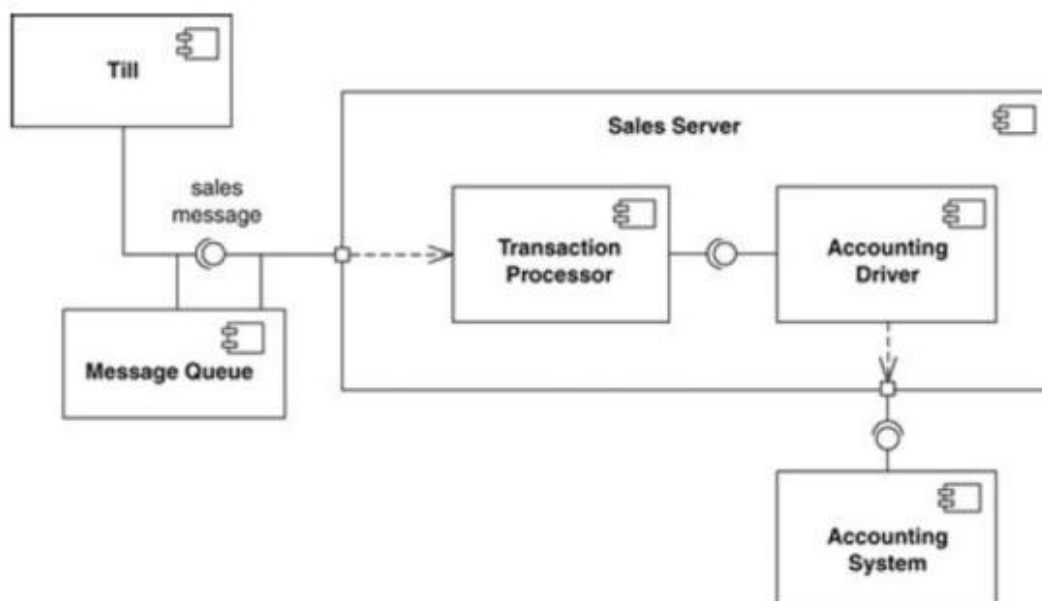 Till
Sales Server
sales
message
Transaction
Processor
Accounting
Driver
Message Queue
Accounting
System